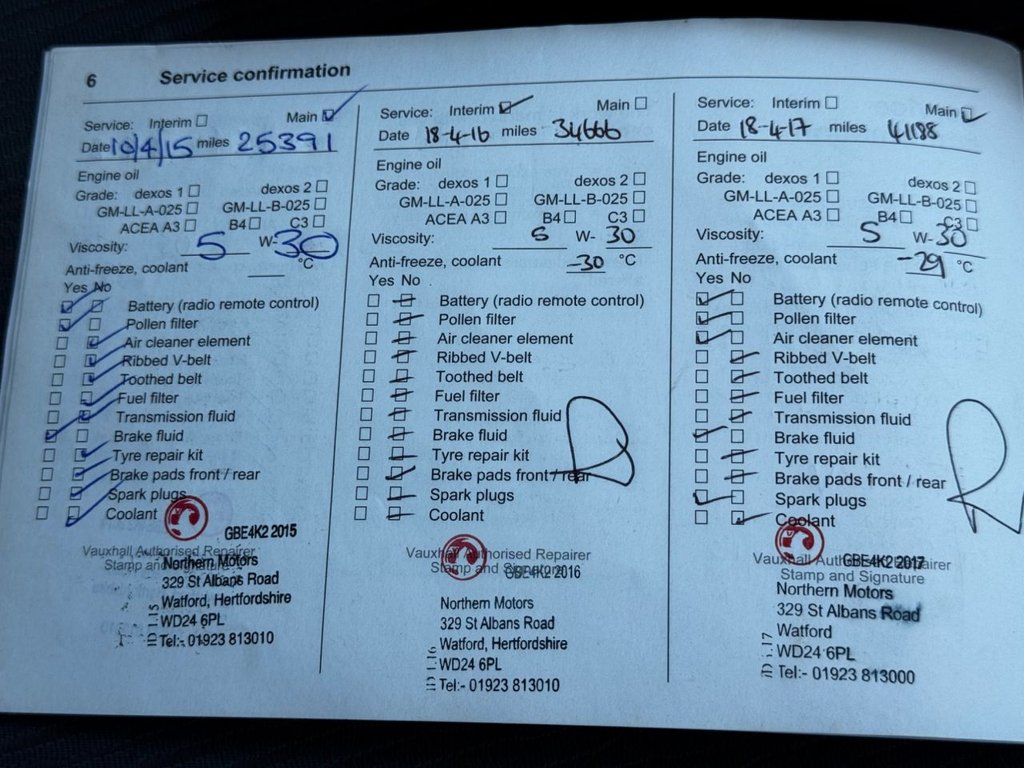 6 Service confirmation
Service: Interim Main
Date 10/4/15 miles 25391
Engine oil
Grade: dexos 1 dexos 2
GM-LL-A-025 GM-LL-B-025
ACEA A3 B4 C3
Viscosity: 5 W-30
Anti-freeze, coolant °C
Yes No
Battery (radio remote control)
Pollen filter
Air cleaner element
Ribbed V-belt
Toothed belt
Fuel filter
Transmission fluid
Brake fluid
Tyre repair kit
Brake pads front / rear
Spark plugs
Coolant
GBE4K2 2015
Vauxhall Authorised Repairer
Stamp and Signature
Northern Motors
329 St Albans Road
Watford, Hertfordshire
WD24 6PL
Tel:- 01923 813010
Service: Interim Main
Date 18-4-16 miles 34666
Engine oil
Grade: dexos 1 dexos 2
GM-LL-A-025 GM-LL-B-025
ACEA A3 B4 C3
Viscosity: 5 W- 30
Anti-freeze, coolant -30 °C
Yes No
Battery (radio remote control)
Pollen filter
Air cleaner element
Ribbed V-belt
Toothed belt
Fuel filter
Transmission fluid
Brake fluid
Tyre repair kit
Brake pads front / rear
Spark plugs
Coolant
Vauxhall Authorised Repairer
Stamp and Signature
GBE4K2 2016
Northern Motors
329 St Albans Road
Watford, Hertfordshire
WD24 6PL
Tel:- 01923 813010
Service: Interim Main
Date 18-4-17 miles 41188
Engine oil
Grade: dexos 1 dexos 2
GM-LL-A-025 GM-LL-B-025
ACEA A3 B4 C3
Viscosity: 5 W-30
Anti-freeze, coolant -29 °C
Yes No
Battery (radio remote control)
Pollen filter
Air cleaner element
Ribbed V-belt
Toothed belt
Fuel filter
Transmission fluid
Brake fluid
Tyre repair kit
Brake pads front / rear
Spark plugs
Coolant
Vauxhall Authorised Repairer
GBE4K2 2017
Stamp and Signature
Northern Motors
329 St Albans Road
Watford
WD24 6PL
Tel:- 01923 813000